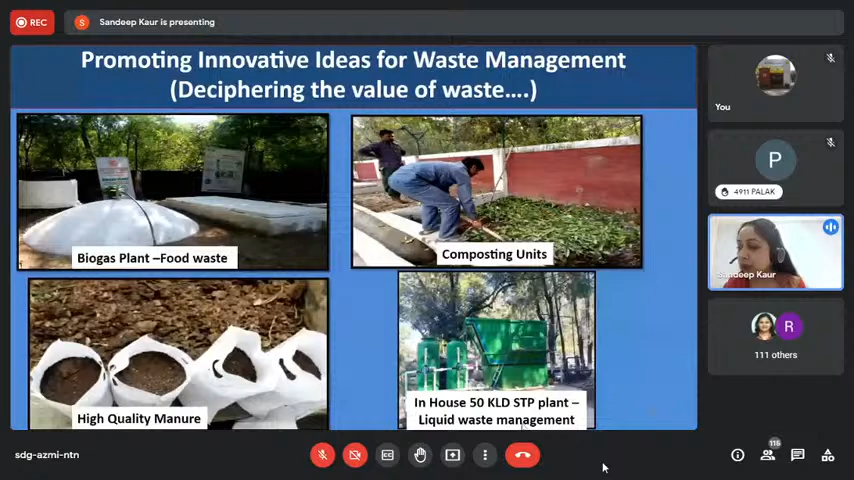 REC
S
Sandeep Kaur is presenting
Promoting Innovative Ideas for Waste Management
(Deciphering the value of waste....)
Biogas Plant –Food waste
Composting Units
High Quality Manure
In House 50 KLD STP plant –
Liquid waste management
You
P
4911 PALAK
Sandeep Kaur
R
111 others
sdg-azmi-ntn
CC